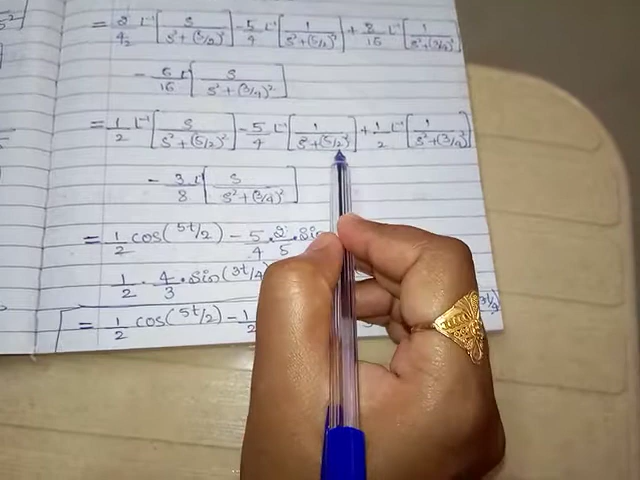 = 2/4 L⁻¹[s/s²+(5/2)²] - 5/4 L⁻¹[1/s²+(5/2)²] + 8/16 L⁻¹[1/s²+(3/4)²]
- 6/16 L⁻¹[s/s²+(3/4)²]
= 1/2 L⁻¹[s/s²+(5/2)²] - 5/4 L⁻¹[1/s²+(5/2)²] + 1/2 L⁻¹[1/s²+(3/4)²]
- 3/8 L⁻¹[s/s²+(3/4)²]
= 1/2 cos(5t/2) - 5/4 · 2/5 · sin
1/2 · 4/3 · sin(3t/4)
= 1/2 cos(5t/2) - 1/2